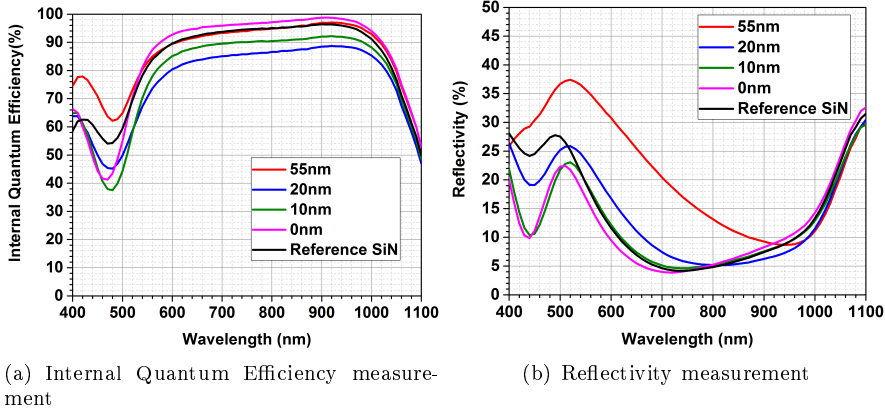 100
90
80
70
60
50
40
30
20
10
0
Internal Quantum Efficiency(%)
55nm
20nm
10nm
0nm
Reference SiN
400 500 600 700 800 900 1000 1100
Wavelength (nm)
50
45
40
35
30
25
20
15
10
5
0
Reflectivity (%)
55nm
20nm
10nm
0nm
Reference SiN
400 500 600 700 800 900 1000 1100
Wavelength (nm)
(a) Internal Quantum Efficiency measure-
ment
(b) Reflectivity measurement